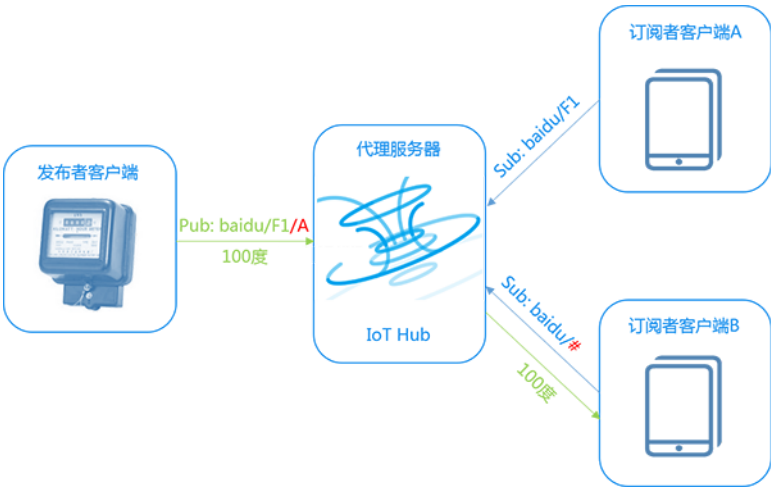 订阅者客户端A
Sub: baidu/F1
代理服务器
发布者客户端
Pub: baidu/F1/A
100度
IoT Hub
Sub: baidu/#
订阅者客户端B
100度